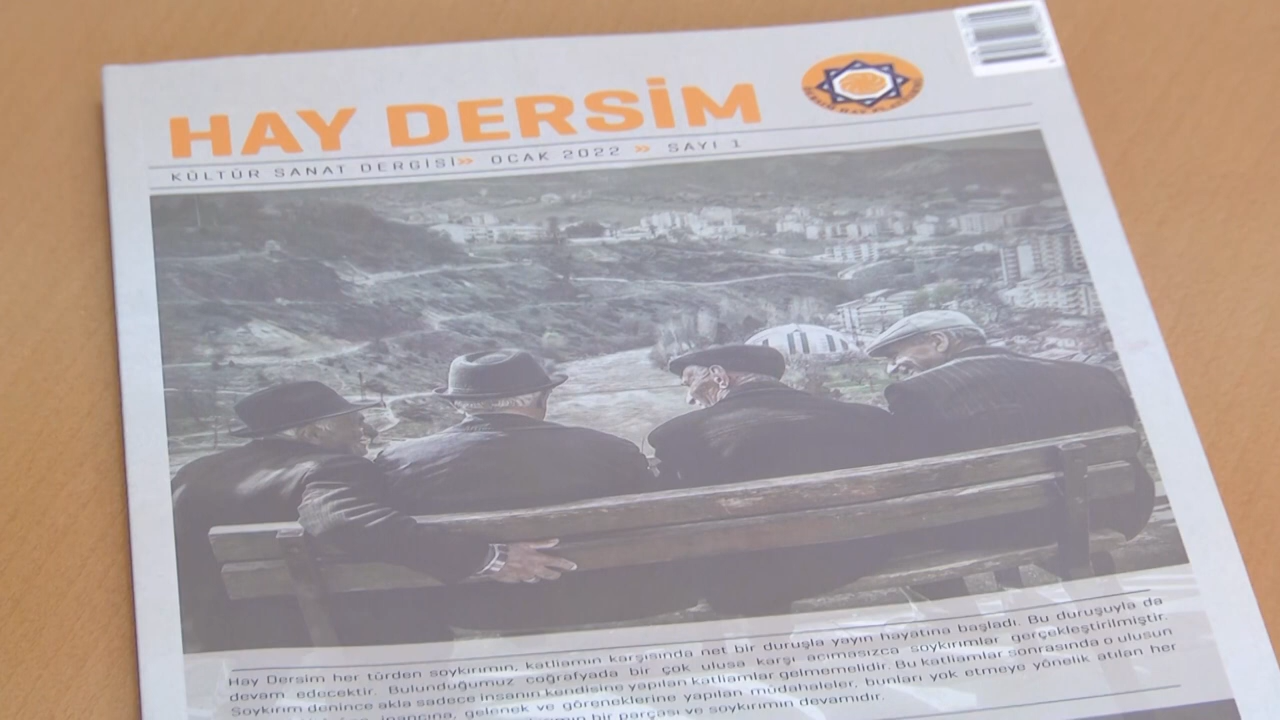 HAY DERSİM
KÜLTÜR SANAT DERGİSİ» OCAK 2022 » SAYI 1
Hay Dersim her türden soykırımın, katliamın karşısında net bir duruşla yayın hayatına başladı. Bu duruşuyla da
devam edecektir. Bulunduğumuz coğrafyada bir çok ulusa karşı acımasızca soykırımlar gerçekleştirilmiştir.
Soykırım denince akla sadece insanın kendisine yapılan katliamlar gelmemelidir. Bu katliamlar sonrasında o ulusun
inancına, gelenek ve göreneklerine yapılan müdahaleler, bunları yok etmeye yönelik atılan her
bir parçası ve soykırımın devamıdır.